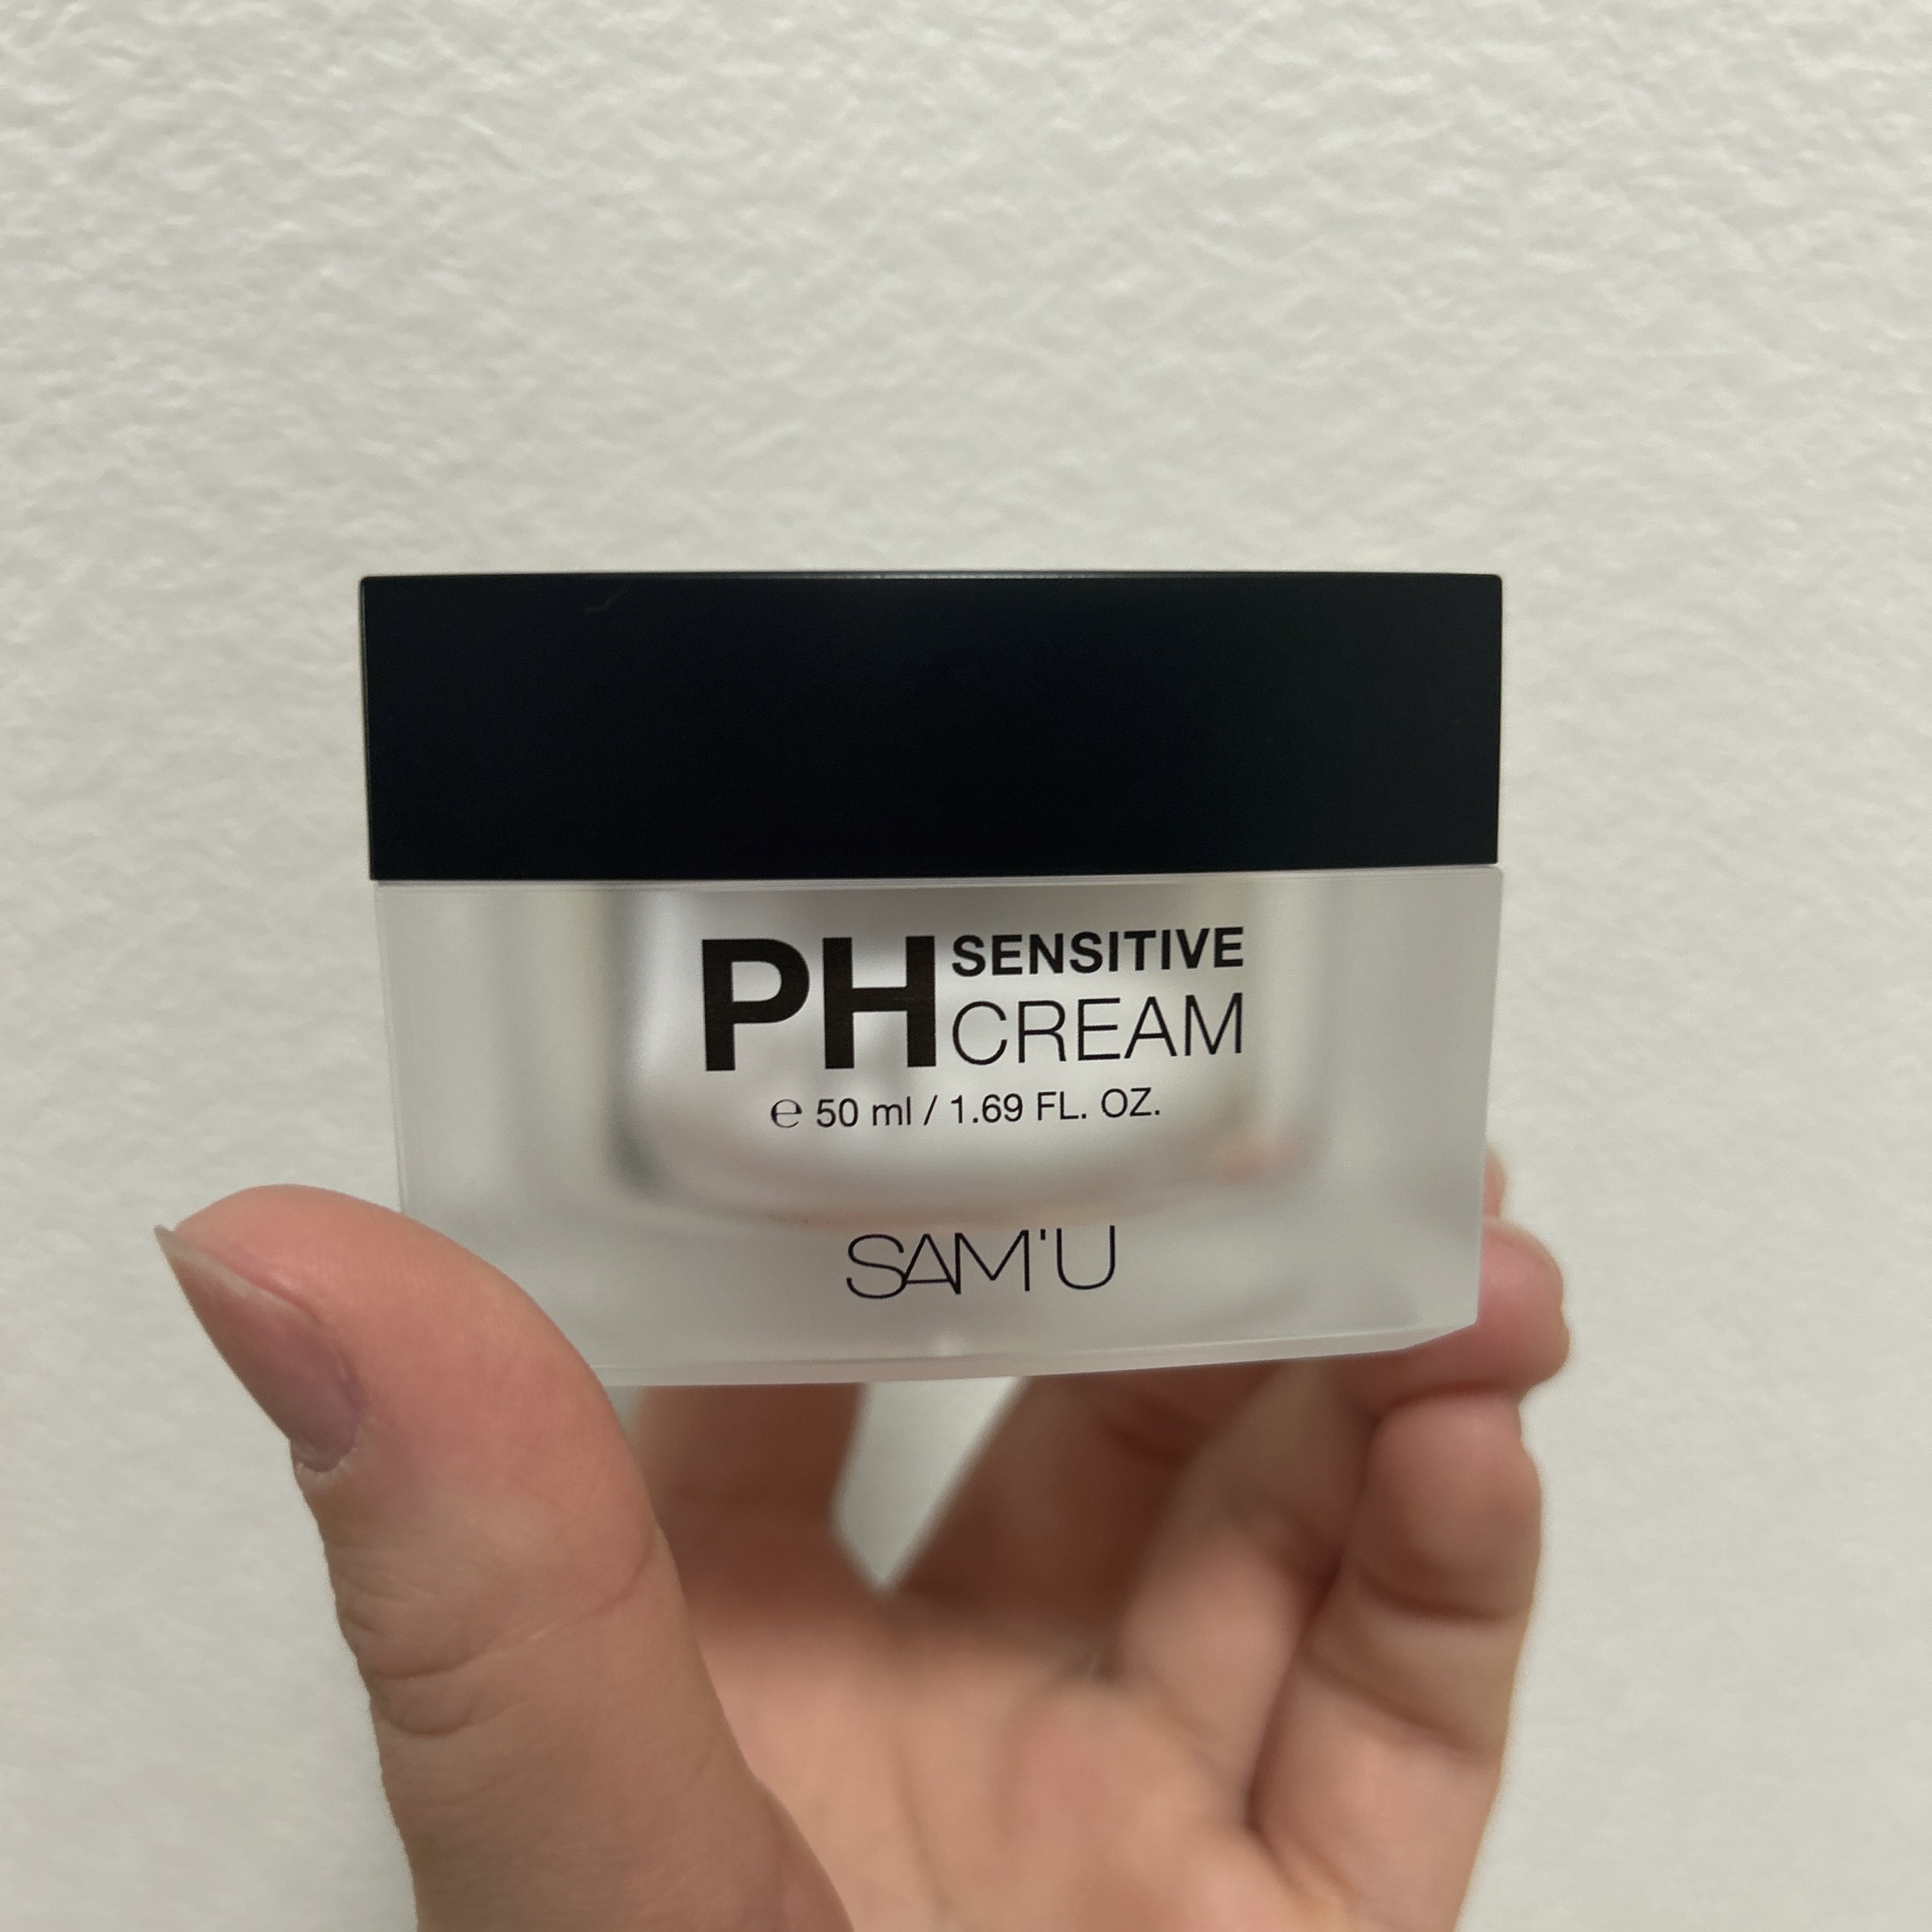 PH SENSITIVE
CREAM
℮ 50 ml / 1.69 FL. OZ.
SAM'U